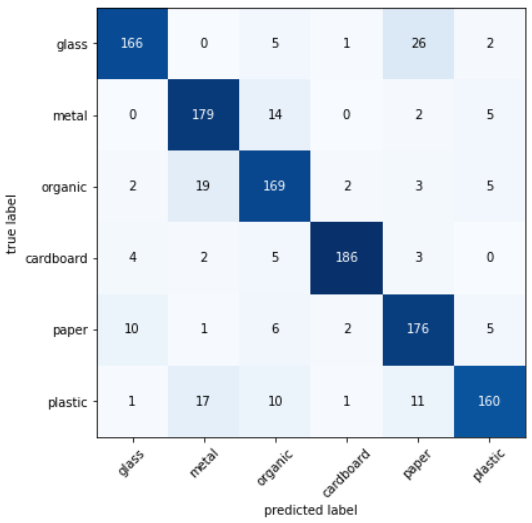 true label
glass 166 0 5 1 26 2
metal 0 179 14 0 2 5
organic 2 19 169 2 3 5
cardboard 4 2 5 186 3 0
paper 10 1 6 2 176 5
plastic 1 17 10 1 11 160
glass metal organic cardboard paper plastic
predicted label